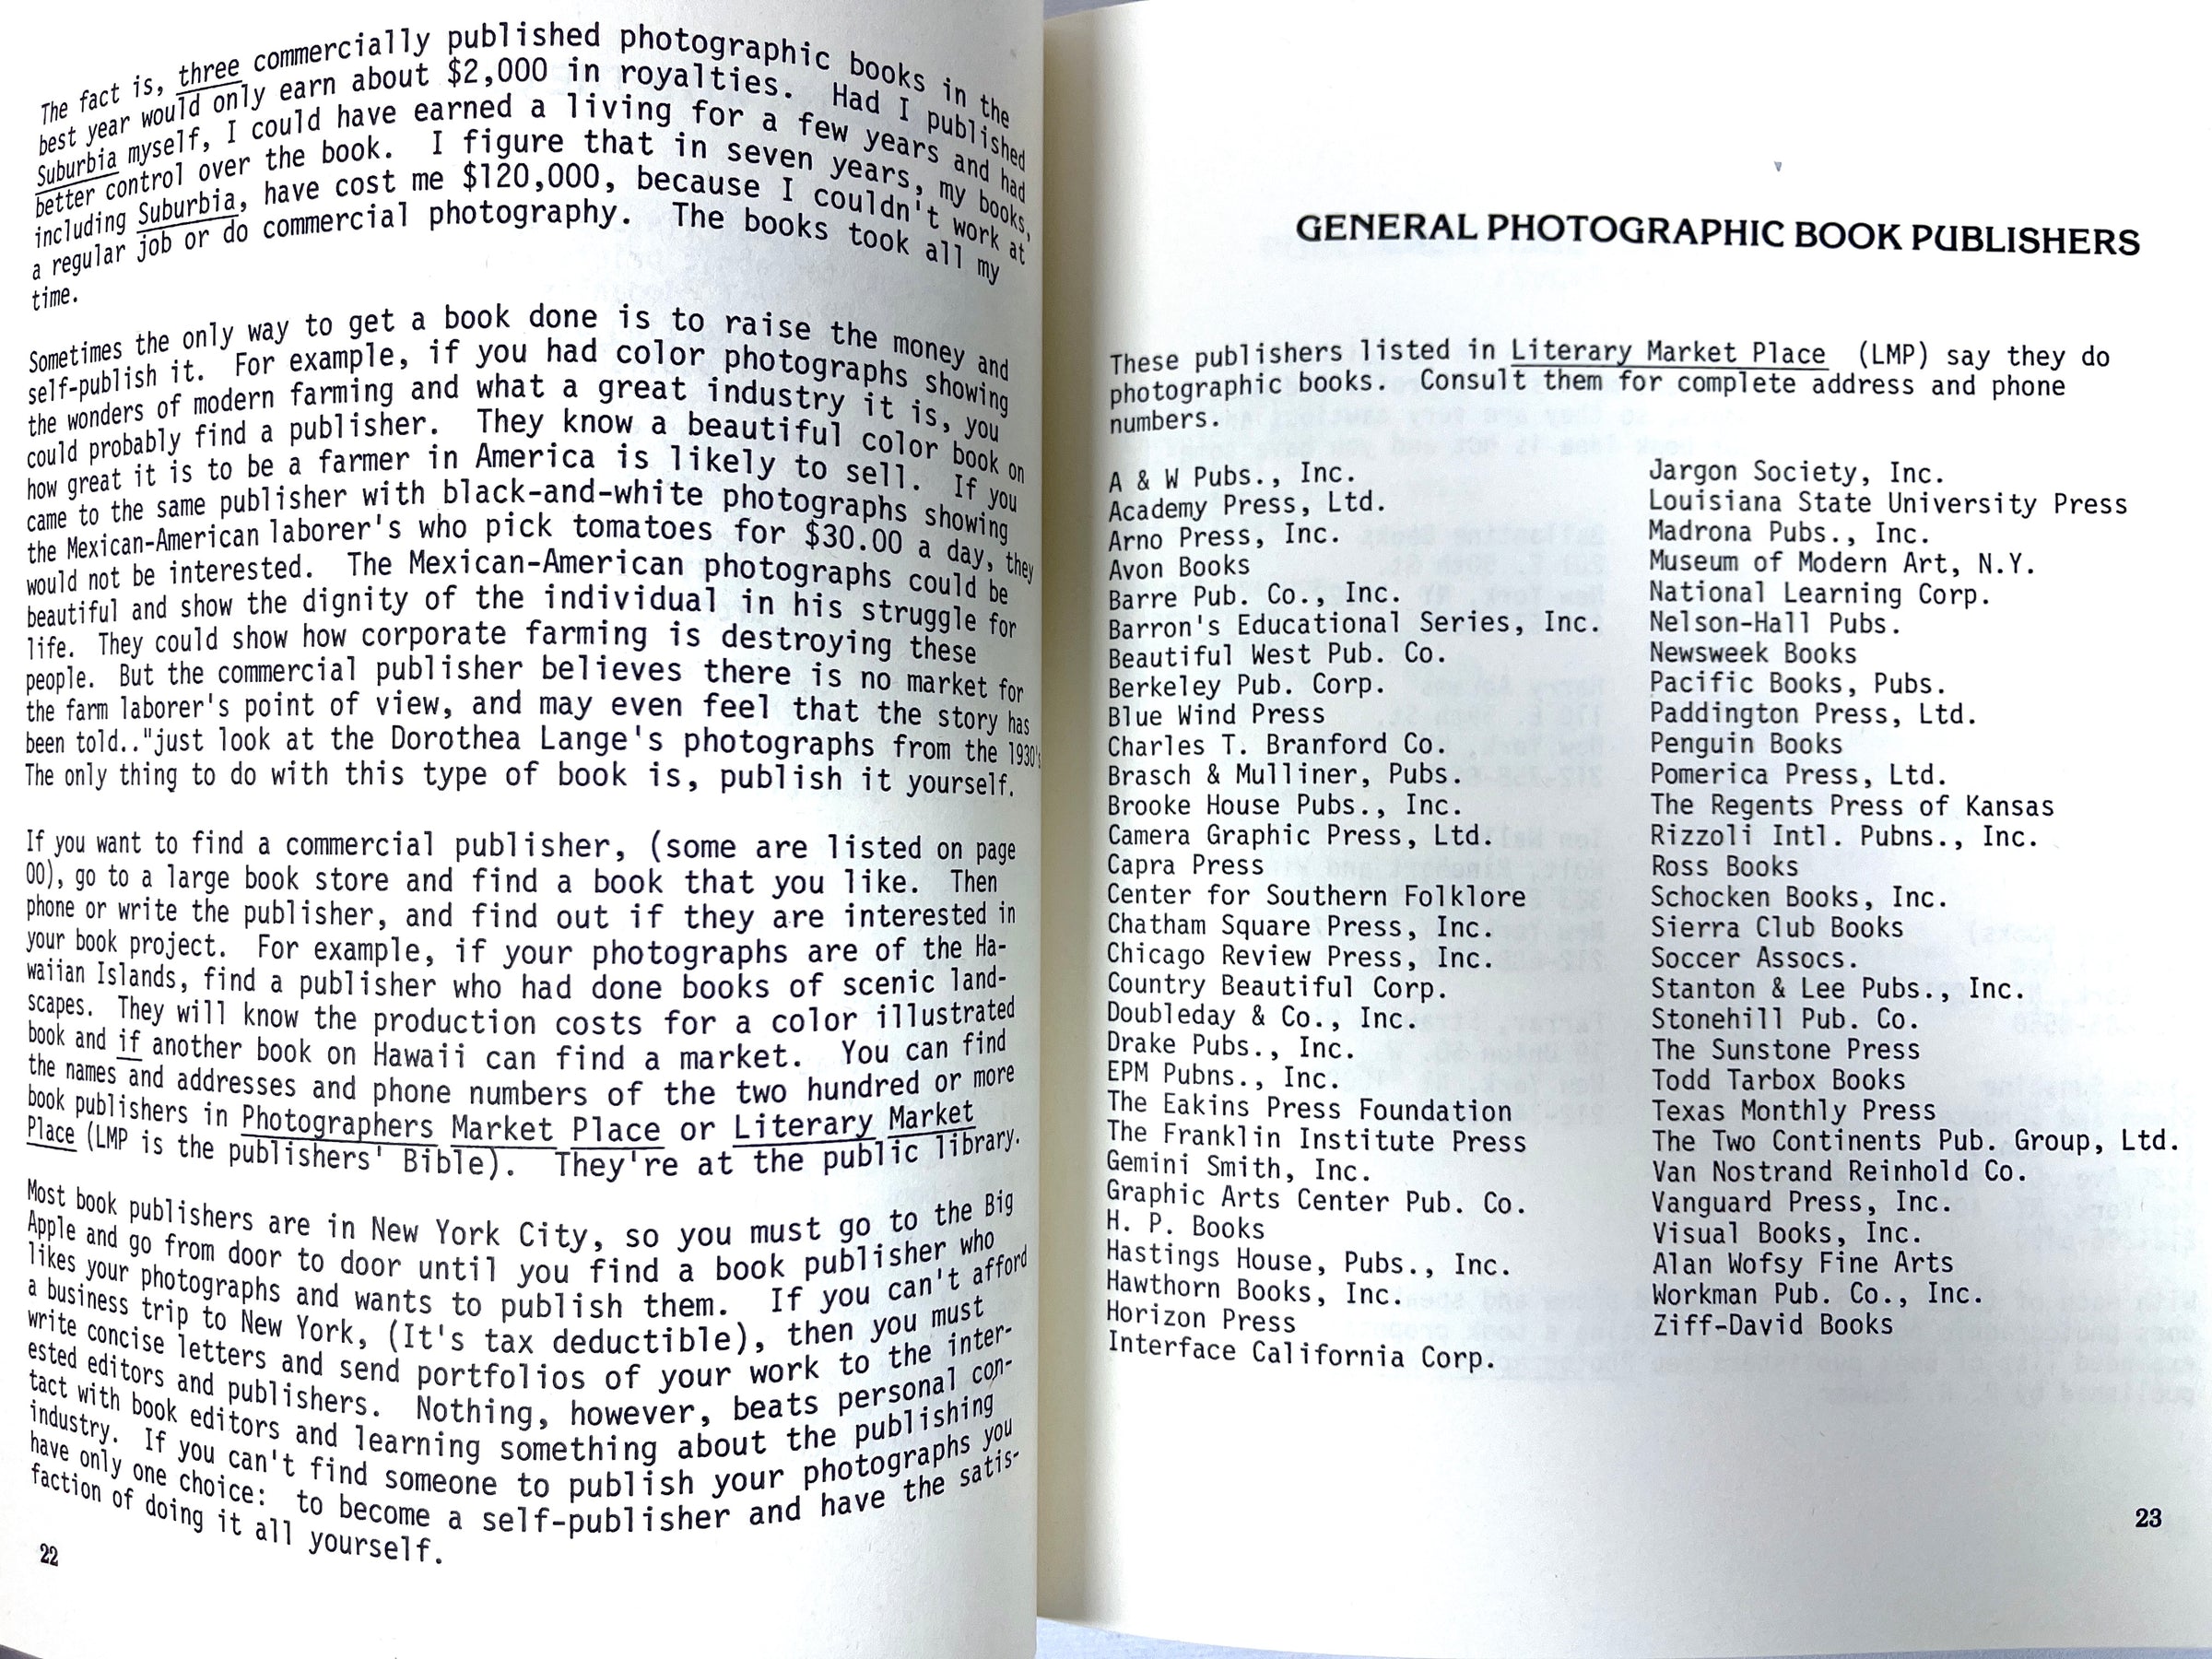 The fact is, three commercially published photographic books in the
best year would only earn about $2,000 in royalties. Had I published
Suburbia myself, I could have earned a living for a few years and had
better control over the book. I figure that in seven years, my books,
including Suburbia, have cost me $120,000, because I couldn't work at
a regular job or do commercial photography. The books took all my
time.
Sometimes the only way to get a book done is to raise the money and
self-publish it. For example, if you had color photographs showing
the wonders of modern farming and what a great industry it is, you
could probably find a publisher. They know a beautiful color book on
how great it is to be a farmer in America is likely to sell. If you
came to the same publisher with black-and-white photographs showing
the Mexican-American laborer's who pick tomatoes for $30.00 a day, they
would not be interested. The Mexican-American photographs could be
beautiful and show the dignity of the individual in his struggle for
life. They could show how corporate farming is destroying these
people. But the commercial publisher believes there is no market for
the farm laborer's point of view, and may even feel that the story has
been told.."just look at the Dorothea Lange's photographs from the 1930's
The only thing to do with this type of book is, publish it yourself.
If you want to find a commercial publisher, (some are listed on page
00), go to a large book store and find a book that you like. Then
phone or write the publisher, and find out if they are interested in
your book project. For example, if your photographs are of the Ha-
waiian Islands, find a publisher who had done books of scenic land-
scapes. They will know the production costs for a color illustrated
book and if another book on Hawaii can find a market. You can find
the names and addresses and phone numbers of the two hundred or more
book publishers in Photographers Market Place or Literary Market
Place (LMP is the publishers' Bible). They're at the public library.
Most book publishers are in New York City, so you must go to the Big
Apple and go from door to door until you find a book publisher who
likes your photographs and wants to publish them. If you can't afford
a business trip to New York, (It's tax deductible), then you must
write concise letters and send portfolios of your work to the inter-
ested editors and publishers. Nothing, however, beats personal con-
tact with book editors and learning something about the publishing
industry. If you can't find someone to publish your photographs you
have only one choice: to become a self-publisher and have the satis-
faction of doing it all yourself.
22
GENERAL PHOTOGRAPHIC BOOK PUBLISHERS
These publishers listed in Literary Market Place (LMP) say they do
photographic books. Consult them for complete address and phone
numbers.
A & W Pubs., Inc.
Academy Press, Ltd.
Arno Press, Inc.
Avon Books
Barre Pub. Co., Inc.
Barron's Educational Series, Inc.
Beautiful West Pub. Co.
Berkeley Pub. Corp.
Blue Wind Press
Charles T. Branford Co.
Brasch & Mulliner, Pubs.
Brooke House Pubs., Inc.
Camera Graphic Press, Ltd.
Capra Press
Center for Southern Folklore
Chatham Square Press, Inc.
Chicago Review Press, Inc.
Country Beautiful Corp.
Doubleday & Co., Inc.
Drake Pubs., Inc.
EPM Pubns., Inc.
The Eakins Press Foundation
The Franklin Institute Press
Gemini Smith, Inc.
Graphic Arts Center Pub. Co.
H. P. Books
Hastings House, Pubs., Inc.
Hawthorn Books, Inc.
Horizon Press
Interface California Corp.
Jargon Society, Inc.
Louisiana State University Press
Madrona Pubs., Inc.
Museum of Modern Art, N.Y.
National Learning Corp.
Nelson-Hall Pubs.
Newsweek Books
Pacific Books, Pubs.
Paddington Press, Ltd.
Penguin Books
Pomerica Press, Ltd.
The Regents Press of Kansas
Rizzoli Intl. Pubns., Inc.
Ross Books
Schocken Books, Inc.
Sierra Club Books
Soccer Assocs.
Stanton & Lee Pubs., Inc.
Stonehill Pub. Co.
The Sunstone Press
Todd Tarbox Books
Texas Monthly Press
The Two Continents Pub. Group, Ltd.
Van Nostrand Reinhold Co.
Vanguard Press, Inc.
Visual Books, Inc.
Alan Wofsy Fine Arts
Workman Pub. Co., Inc.
Ziff-David Books
23